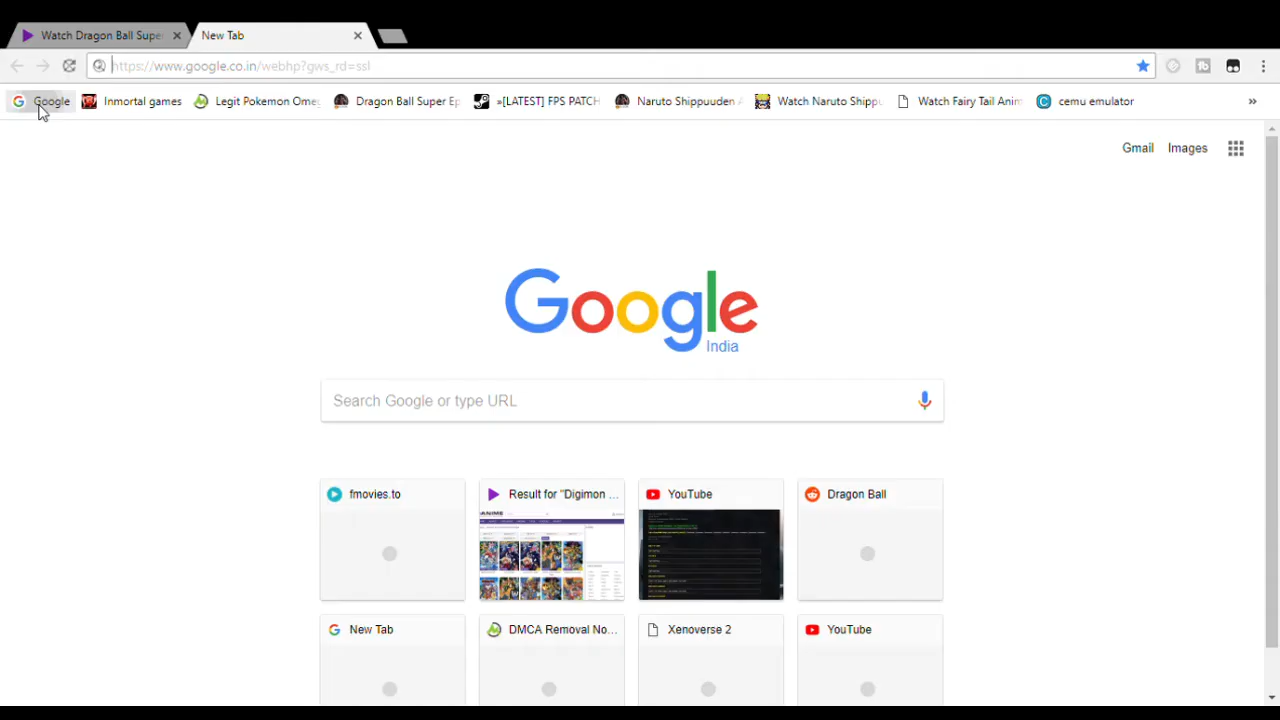 Watch Dragon Ball Supe
New Tab
https://www.google.co.in/webhp?gws_rd=ssl
Google
Inmortal games
Legit Pokemon Ome
Dragon Ball Super Ep
»[LATEST] FPS PATCH
Naruto Shippuuden
Watch Naruto Shippu
Watch Fairy Tail Anim
cemu emulator
»
Gmail
Images
Google
India
Search Google or type URL
fmovies.to
Result for "Digimon ...
YouTube
Dragon Ball
New Tab
DMCA Removal No...
Xenoverse 2
YouTube